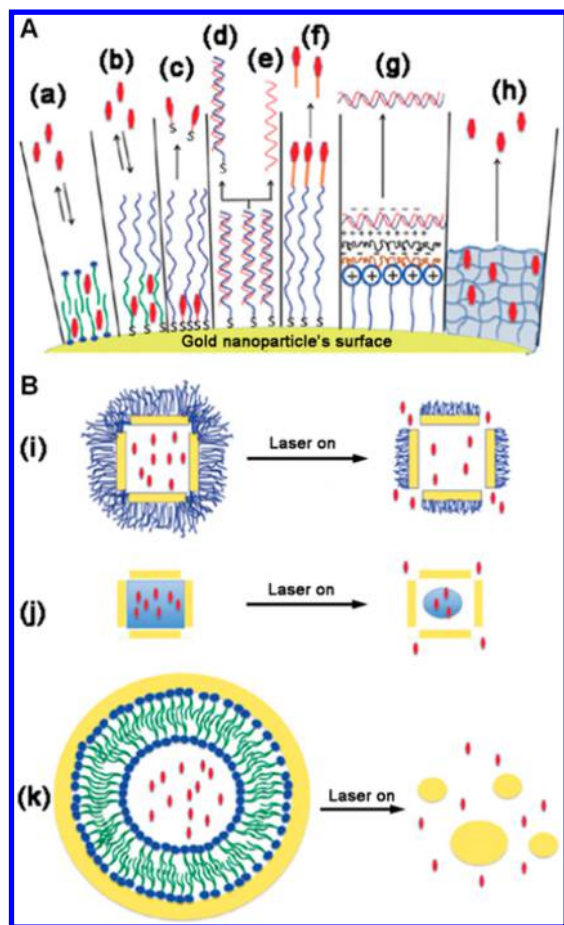 A
(a)
(b)
(c)
(d)
(e)
(f)
(g)
(h)
S
S
S
– – – – – –
+ + + + + +
+ + + + +
S S S S S S S S S S S S S S
Gold nanoparticle's surface
B
(i)
Laser on
(j)
Laser on
(k)
Laser on